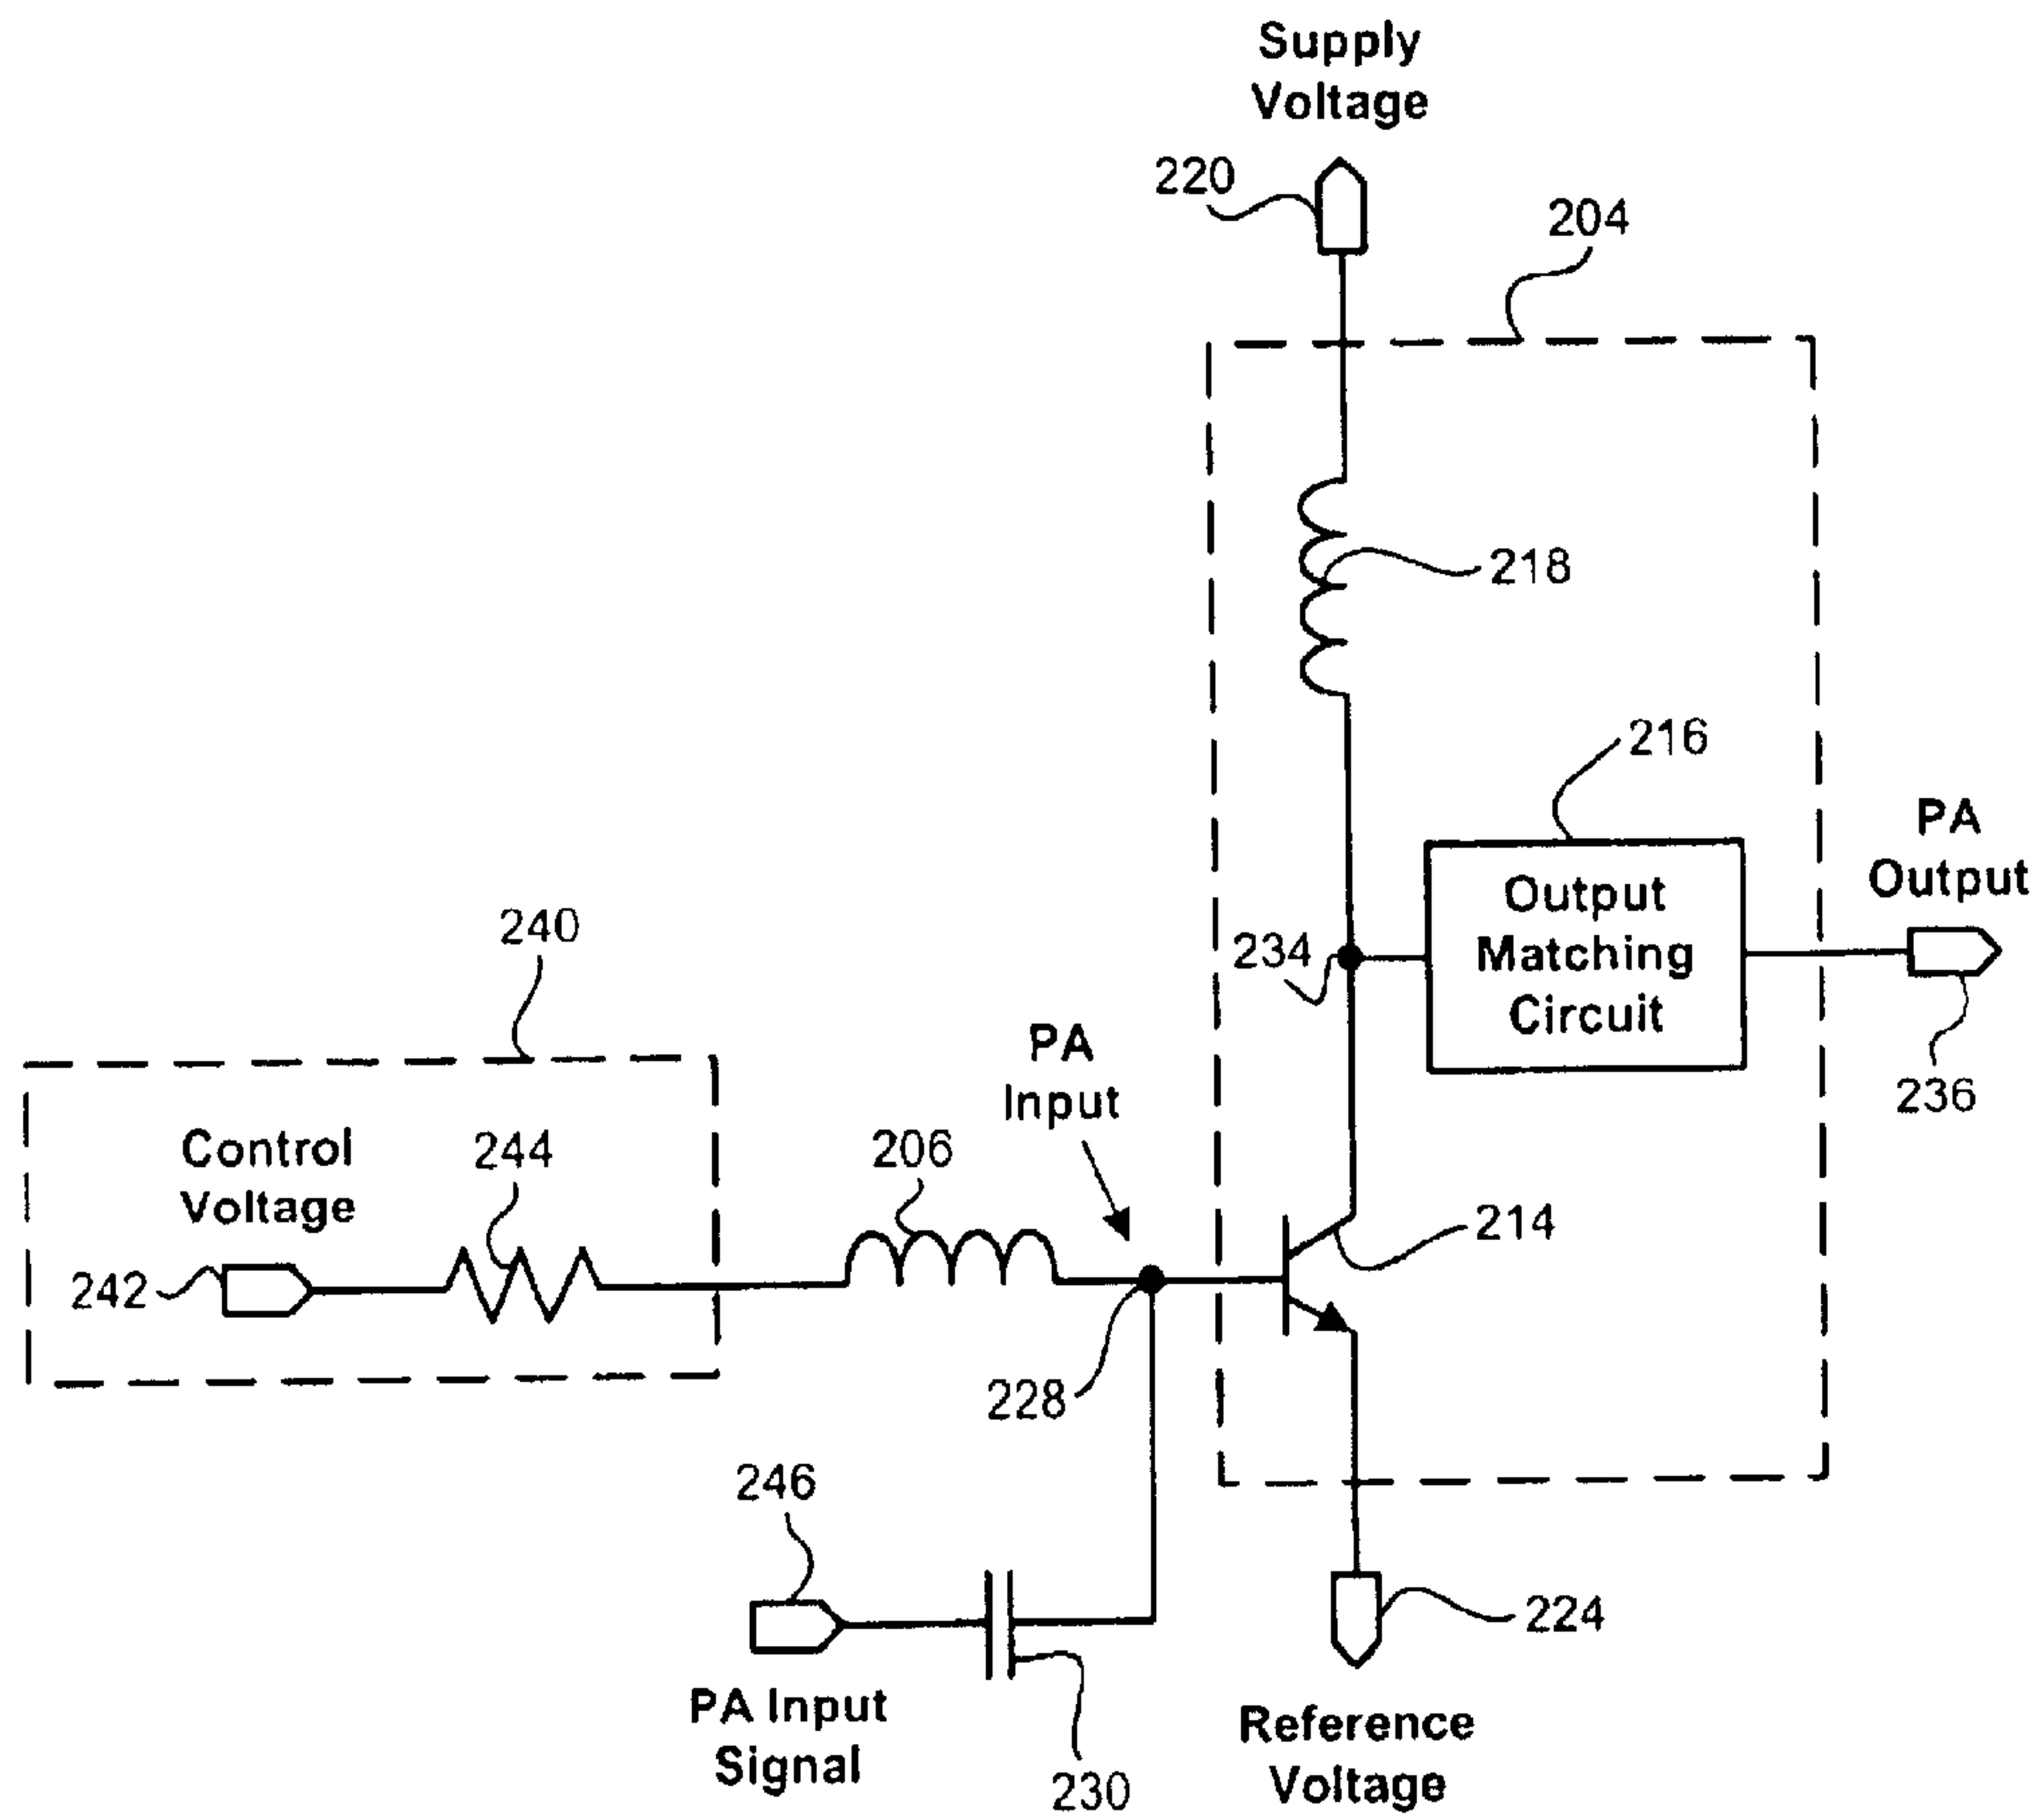 Supply
Voltage
220
204
218
216
PA
Output
Output
Matching
Circuit
234
236
240
PA
Input
Control
Voltage
244
206
214
242
228
246
224
PA Input
Signal
230
Reference
Voltage